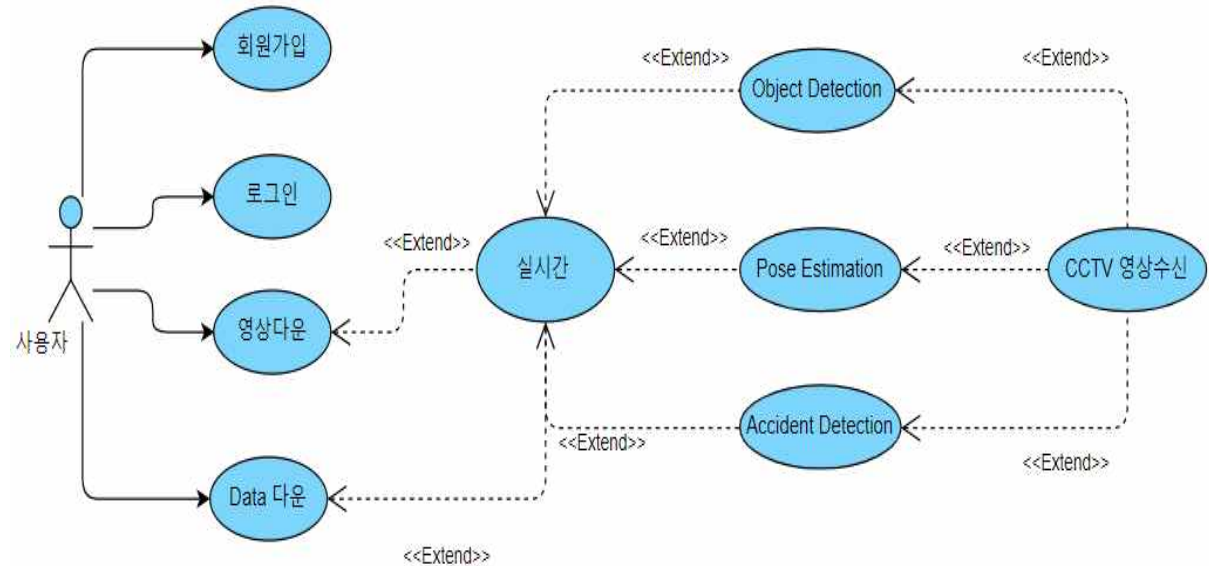 회원가입
<<Extend>>
<<Extend>>
Object Detection
로그인
<<Extend>>
<<Extend>>
<<Extend>>
실시간
Pose Estimation
CCTV 영상수신
사용자
영상다운
Accident Detection
<<Extend>>
<<Extend>>
Data 다운
<<Extend>>